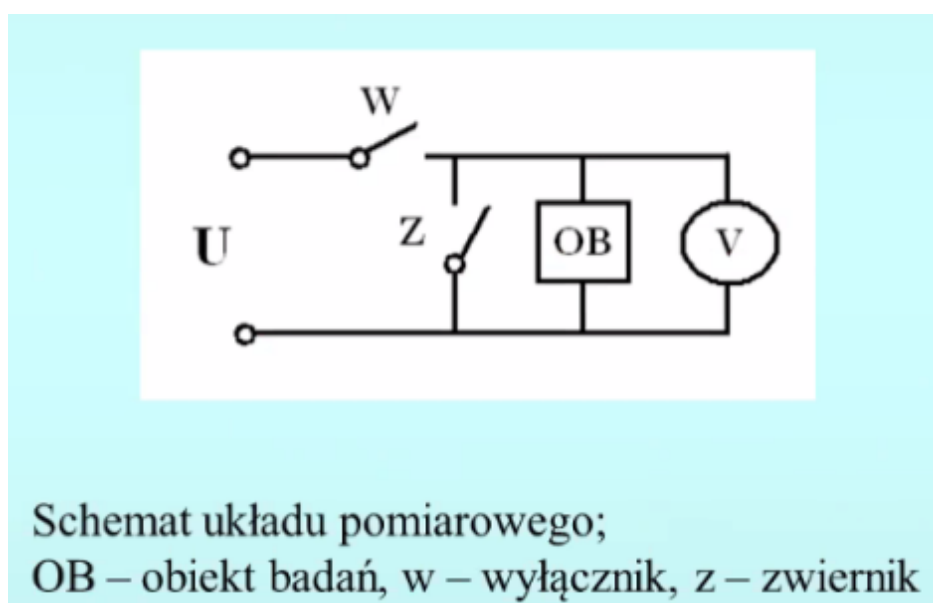 W
U
Z
OB
V
Schemat układu pomiarowego;
OB – obiekt badań, w – wyłącznik, z – zwiernik